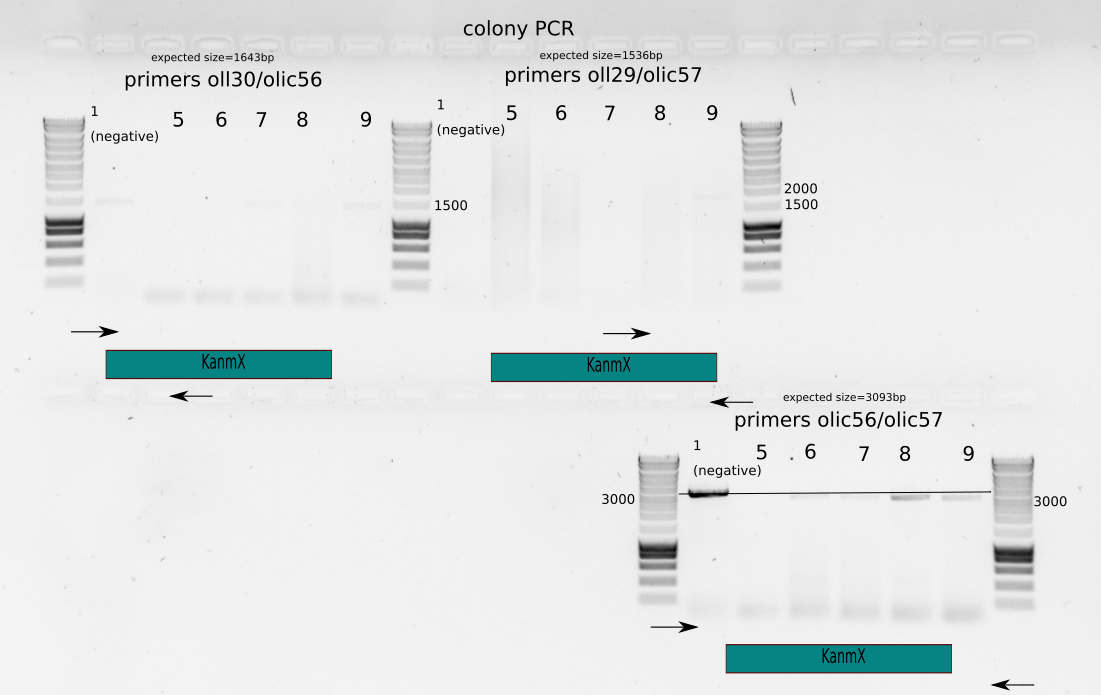 colony PCR
expected size=1643bp
primers oll30/olic56
1
(negative)
5 6 7 8 9
1500
expected size=1536bp
primers oll29/olic57
1
(negative)
5 6 7 8 9
2000
1500
KanmX
KanmX
expected size=3093bp
primers olic56/olic57
1
(negative)
5 6 7 8 9
3000
3000
KanmX